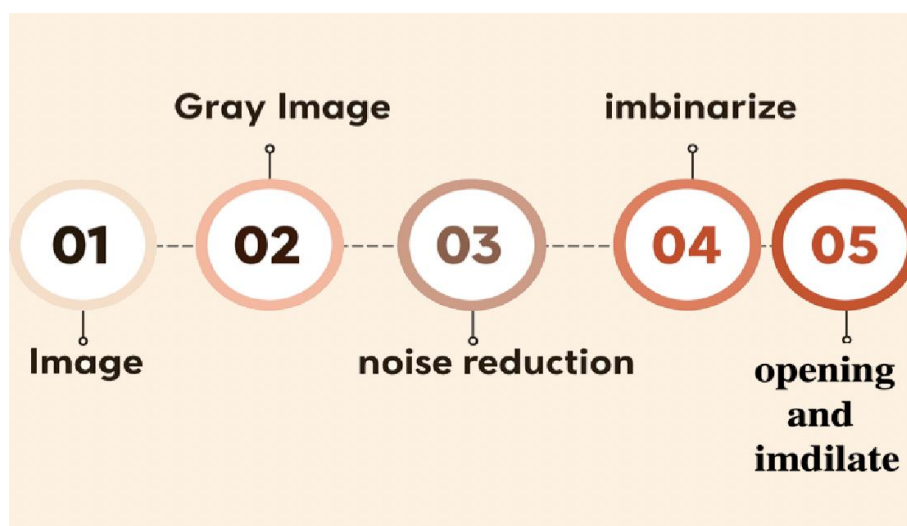 Gray Image
imbinarize
01
02
03
04
05
Image
noise reduction
opening
and
imdilate